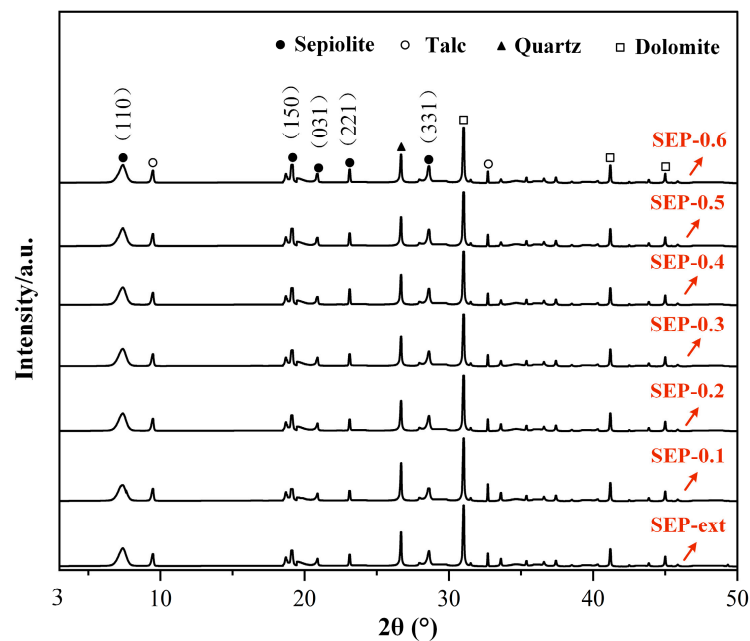 ● Sepiolite ○ Talc ▲ Quartz □ Dolomite
(110)
(150)
(031)
(221)
(331)
SEP-0.6
SEP-0.5
SEP-0.4
SEP-0.3
SEP-0.2
SEP-0.1
SEP-ext
Intensity/a.u.
3 10 20 30 40 50
2θ (°)